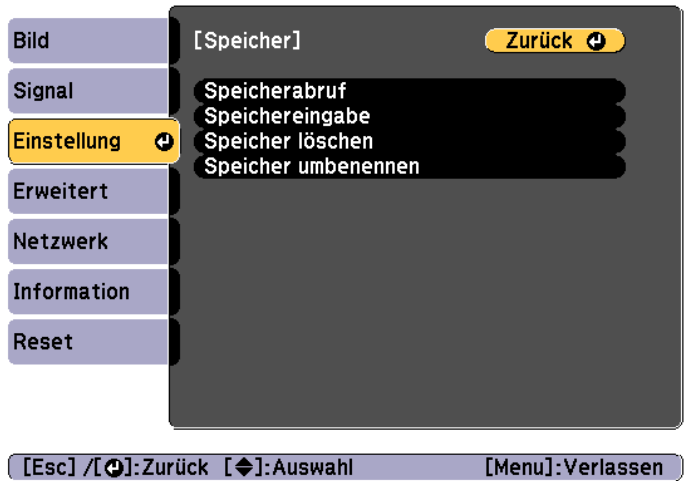 Bild
Signal
Einstellung
Erweitert
Netzwerk
Information
Reset
[Speicher]
Zurück
Speicherabruf
Speichereingabe
Speicher löschen
Speicher umbenennen
[Esc] /[⏎]:Zurück [◆]:Auswahl [Menu]:Verlassen